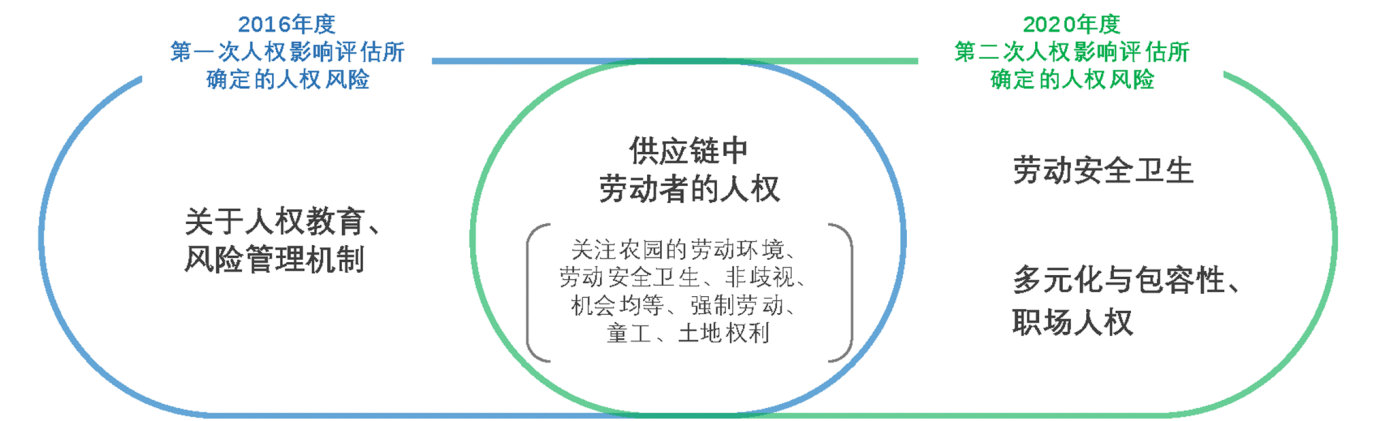 2016年度
第一次人权影响评估所
确定的人权风险
关于人权教育、
风险管理机制
供应链中
劳动者的人权
关注农园的劳动环境、
劳动安全卫生、非歧视、
机会均等、强制劳动、
童工、土地权利
2020年度
第二次人权影响评估所
确定的人权风险
劳动安全卫生
多元化与包容性、
职场人权